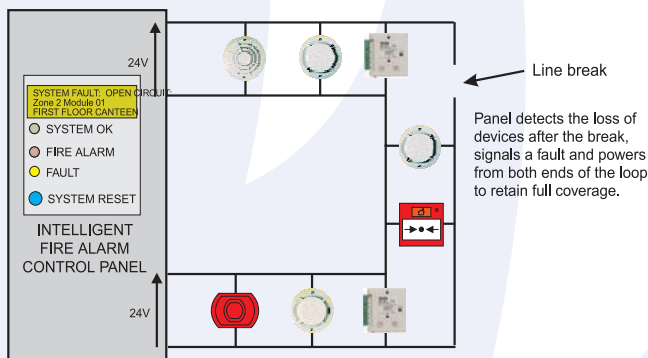 24V
SYSTEM FAULT: OPEN CIRCUIT:
Zone 2 Module 01
FIRST FLOOR CANTEEN
SYSTEM OK
FIRE ALARM
FAULT
SYSTEM RESET
INTELLIGENT
FIRE ALARM
CONTROL PANEL
24V
Line break
Panel detects the loss of
devices after the break,
signals a fault and powers
from both ends of the loop
to retain full coverage.